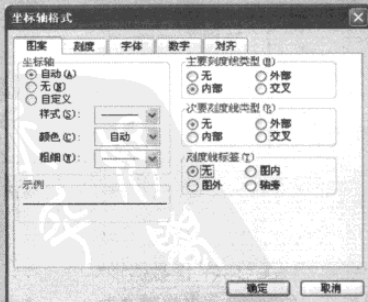 坐标轴格式
图案 刻度 字体 数字 对齐
坐标轴
自动(A)
无(N)
自定义
样式(S):
颜色(C): 自动
粗细(W):
示例
主要刻度线类型(M)
无 外部
内部 交叉
次要刻度线类型(B)
无 外部
内部 交叉
刻度线标签(T)
无 图内
图外 轴旁
确定 取消